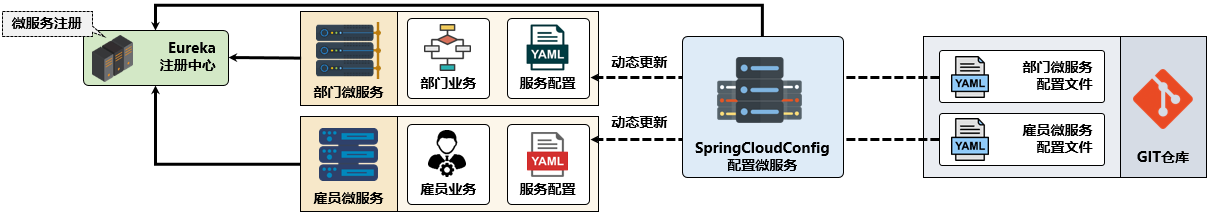 微服务注册
Eureka
注册中心
部门微服务
部门业务
YAML
服务配置
雇员微服务
雇员业务
YAML
服务配置
动态更新
动态更新
SpringCloudConfig
配置微服务
YAML
部门微服务
配置文件
YAML
雇员微服务
配置文件
GIT仓库